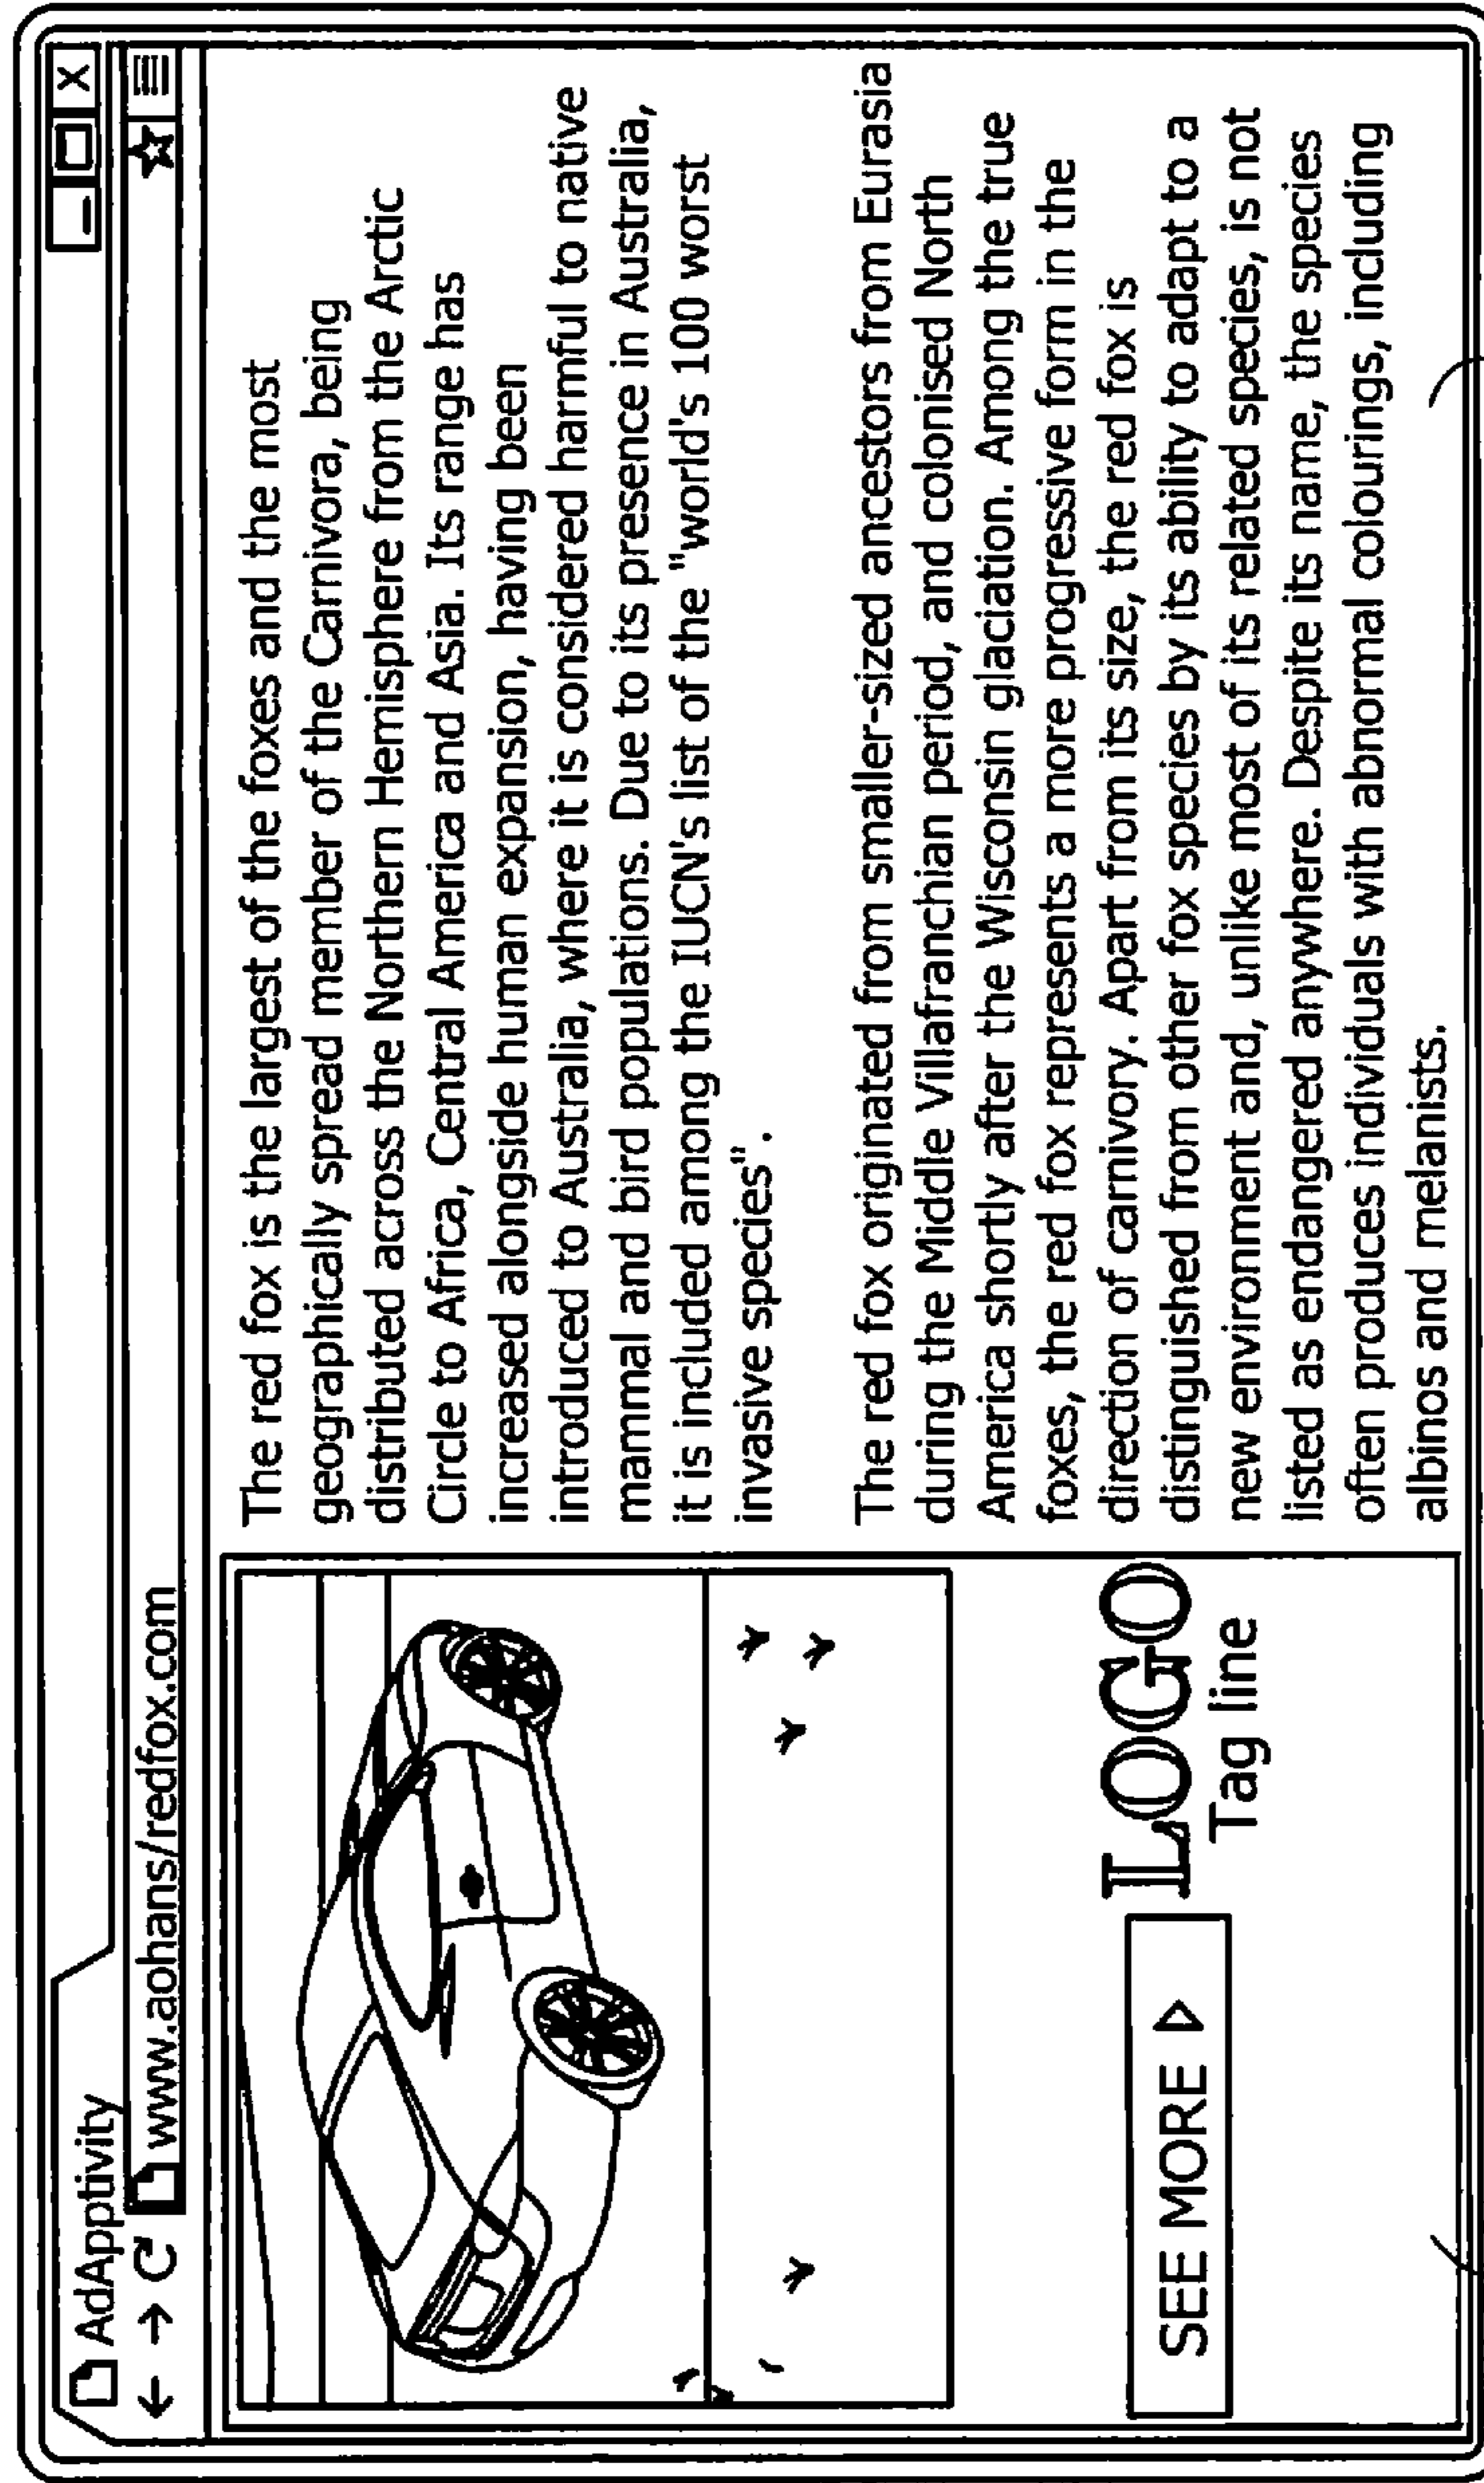 AdApptivity
www.aohans/redfox.com
X
The red fox is the largest of the foxes and the most
geographically spread member of the Carnivora, being
distributed across the Northern Hemisphere from the Arctic
Circle to Africa, Central America and Asia. Its range has
increased alongside human expansion, having been
introduced to Australia, where it is considered harmful to native
mammal and bird populations. Due to its presence in Australia,
it is included among the IUCN's list of the "world's 100 worst
invasive species".
The red fox originated from smaller-sized ancestors from Eurasia
during the Middle Villafranchian period, and colonised North
America shortly after the Wisconsin glaciation. Among the true
foxes, the red fox represents a more progressive form in the
direction of carnivory. Apart from its size, the red fox is
distinguished from other fox species by its ability to adapt to a
new environment and, unlike most of its related species, is not
listed as endangered anywhere. Despite its name, the species
often produces individuals with abnormal colourings, including
albinos and melanists.
SEE MORE
LOGO
Tag line